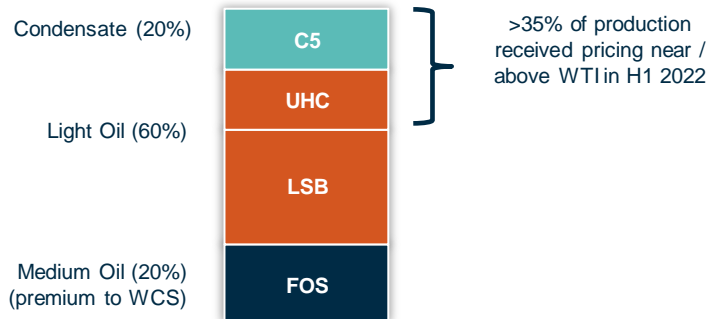 Condensate (20%)
C5
>35% of production
received pricing near /
above WTI in H1 2022
UHC
Light Oil (60%)
LSB
Medium Oil (20%)
(premium to WCS)
FOS